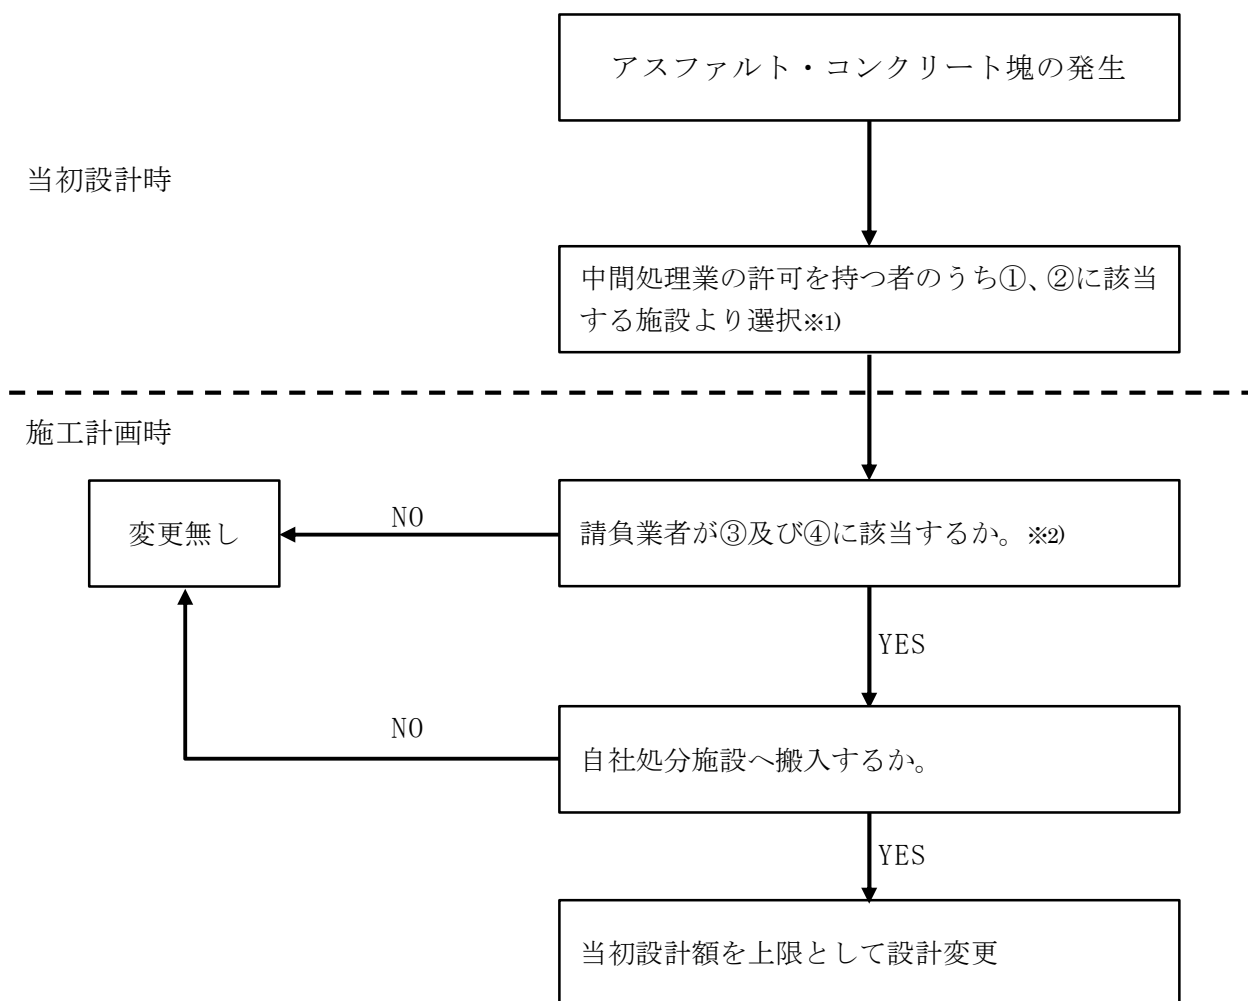 アスファルト・コンクリート塊の発生
当初設計時
中間処理業の許可を持つ者のうち①、②に該当
する施設より選択※1)
施工計画時
変更無し
NO
請負業者が③及び④に該当するか。※2)
YES
NO
自社処分施設へ搬入するか。
YES
当初設計額を上限として設計変更